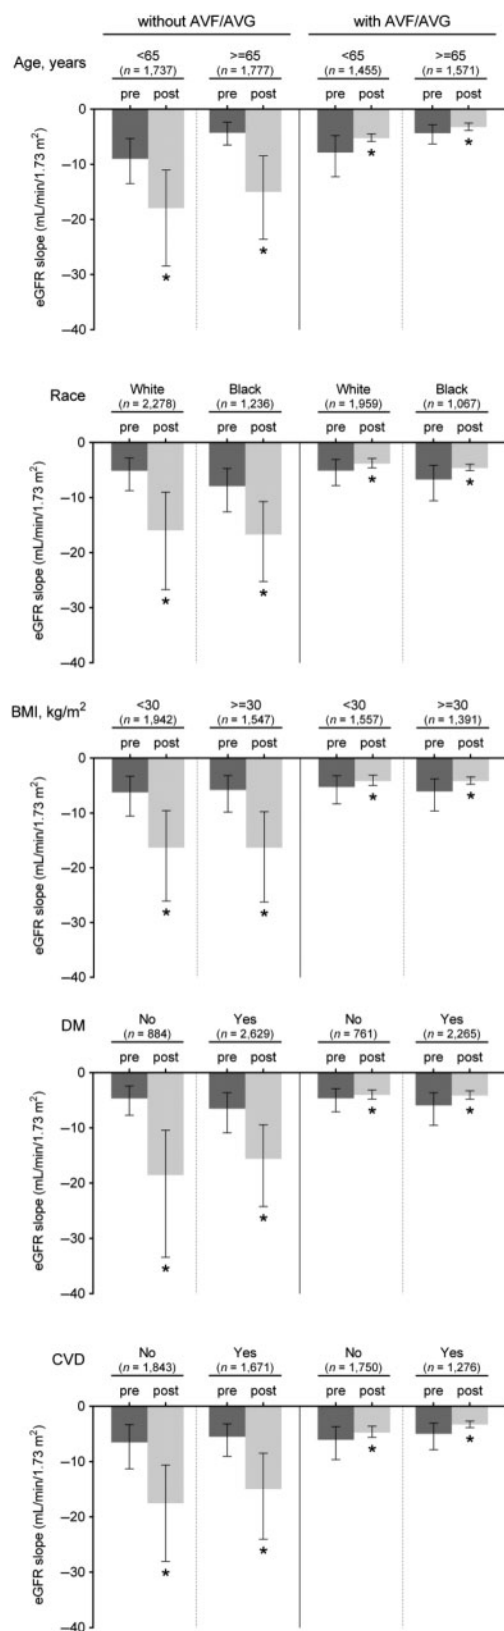 without AVF/AVG with AVF/AVG
Age, years <65 >=65 <65 >=65
(n = 1,737) (n = 1,777) (n = 1,455) (n = 1,571)
pre post pre post pre post pre post
0
–10
–20
–30
–40
eGFR slope (mL/min/1.73 m²)
* * * *
Race White Black White Black
(n = 2,278) (n = 1,236) (n = 1,959) (n = 1,067)
pre post pre post pre post pre post
0
–10
–20
–30
–40
eGFR slope (mL/min/1.73 m²)
* * * *
BMI, kg/m² <30 >=30 <30 >=30
(n = 1,942) (n = 1,547) (n = 1,557) (n = 1,391)
pre post pre post pre post pre post
0
–10
–20
–30
–40
eGFR slope (mL/min/1.73 m²)
* * * *
DM No Yes No Yes
(n = 884) (n = 2,629) (n = 761) (n = 2,265)
pre post pre post pre post pre post
0
–10
–20
–30
–40
eGFR slope (mL/min/1.73 m²)
* * * *
CVD No Yes No Yes
(n = 1,843) (n = 1,671) (n = 1,750) (n = 1,276)
pre post pre post pre post pre post
0
–10
–20
–30
–40
eGFR slope (mL/min/1.73 m²)
* * * *